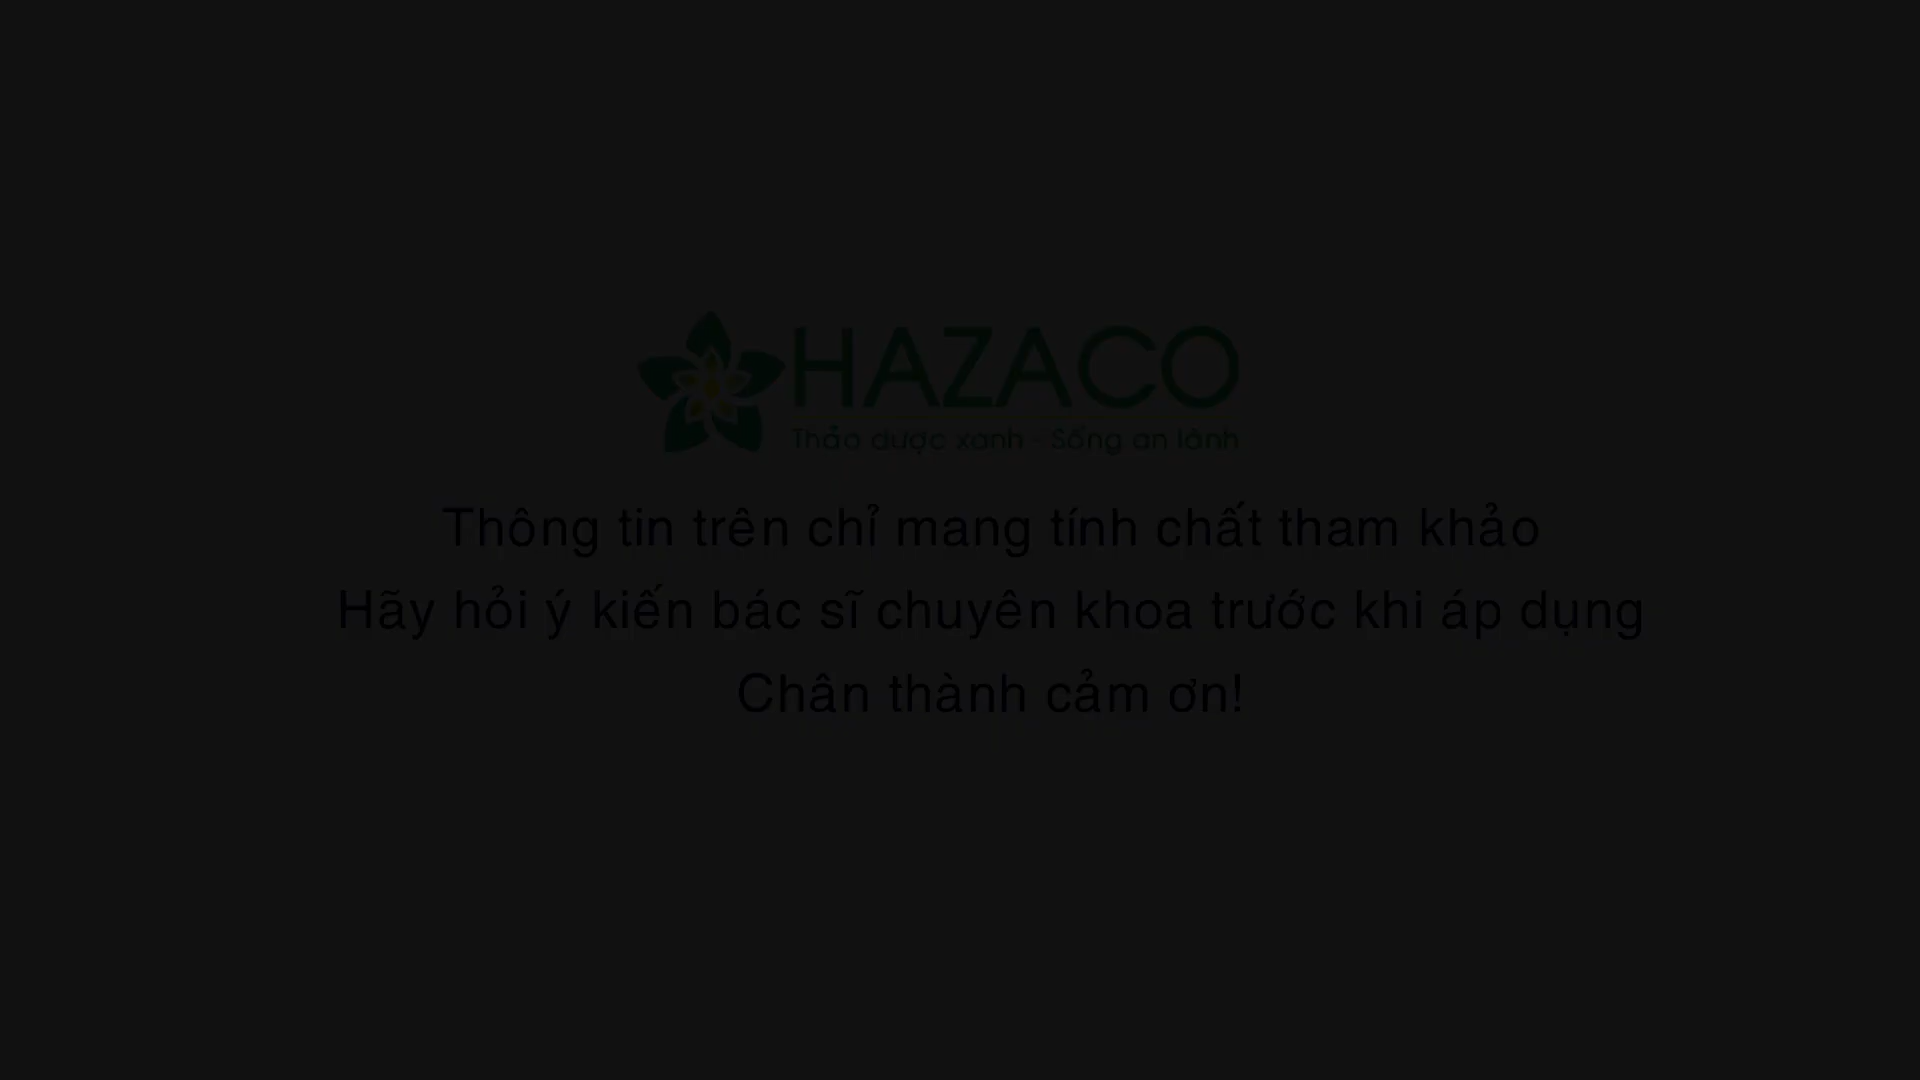 HAZACO
Thảo dược xanh - Sống an lành
Thông tin trên chỉ mang tính chất tham khảo
Hãy hỏi ý kiến bác sĩ chuyên khoa trước khi áp dụng
Chân thành cảm ơn!